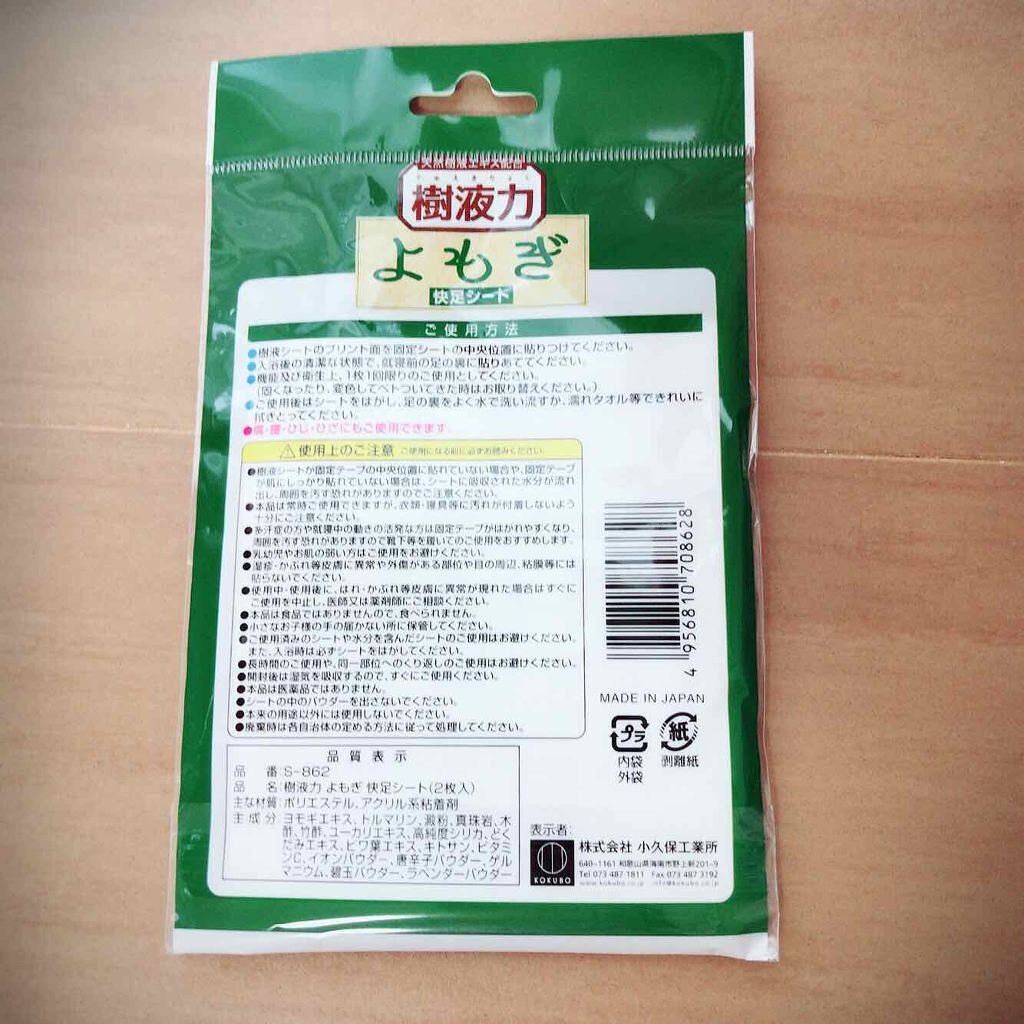 天然樹液エキス配合
じゅえきりょく
樹液力
よもぎ
快足シート
ご使用方法
●樹液シートのプリント面を固定シートの中央位置に貼りつけてください。
●入浴後の清潔な状態で、就寝前の足の裏に貼りあててください。
●機能及び衛生上、1枚1回限りのご使用としてください。
(固くなったり、変色してベトついてきた時はお取り替えください。)
●ご使用後はシートをはがし、足の裏をよく水で洗い流すか、濡れタオル等できれいに
拭きとってください。
●肩・腰・ひじ・ひざにもご使用できます。
⚠使用上のご注意 ご使用になる前に必ずお読みください。
●樹液シートが固定テープの中央位置に貼れていない場合や、固定テープ
が肌にしっかり貼れていない場合は、シートに吸収された水分が流れ
出し、周囲を汚す恐れがありますのでご注意ください。
●本品は常時ご使用できますが、衣類・寝具等に汚れが付着しないよう
十分にご注意ください。
●多汗症の方や就寝中の動きの活発な方は固定テープがはがれやすくなり、
周囲を汚す恐れがありますので靴下等を履いてのご使用をおすすめします。
●乳幼児やお肌の弱い方はご使用をお避けください。
●湿疹・かぶれ等皮膚に異常や外傷がある部位や目の周辺、粘膜等には
貼らないでください。
●使用中・使用後に、はれ・かぶれ等皮膚に異常が現れた場合はすぐに
ご使用を中止し、医師又は薬剤師にご相談ください。
●本品は食品ではありませんので、食べられません。
●小さなお子様の手の届かない所に保管してください。
●ご使用済みのシートや水分を含んだシートのご使用はお避けください。
また、入浴時は必ずシートをはがしてください。
●長時間のご使用や、同一部位へのくり返しのご使用はお避けください。
●開封後は湿気を吸収するので、すぐにご使用ください。
●本品は医薬品ではありません。
●シートの中のパウダーを出さないでください。
●本来の用途以外には使用しないでください。
●廃棄時は各自治体の定める方法に従って処理してください。
4 956810 708628
MADE IN JAPAN
プラ 紙
内袋 剥離紙
外袋
品質表示
品 番:S-862
品 名:樹液力 よもぎ 快足シート(2枚入)
主な材質:ポリエステル、アクリル系粘着剤
主成分:ヨモギエキス、トルマリン、澱粉、真珠岩、木
酢、竹酢、ユーカリエキス、高純度シリカ、どく
だみエキス、ビワ葉エキス、キトサン、ビタミ
ンC、イオンパウダー、唐辛子パウダー、ゲル
マニウム、碧玉パウダー、ラベンダーパウダー
表示者:
KOKUBO
株式会社 小久保工業所
640-1161 和歌山県海南市野上新201-9
Tel 073 487 1811 Fax 073 487 3192
www.kokubo.co.jp info@kokubo.co.jp